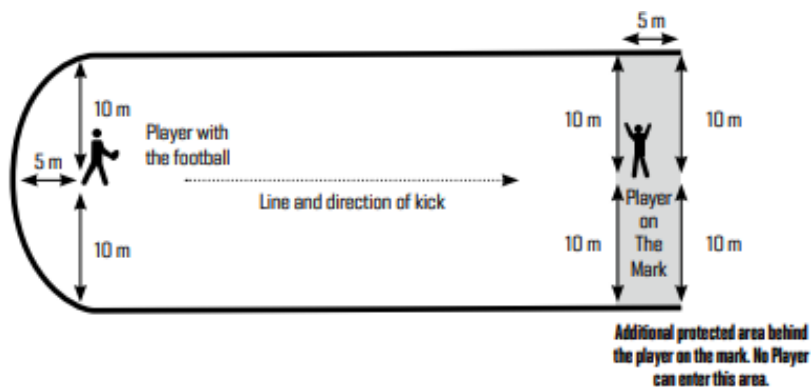 5 m
10 m
Player with
the football
10 m
10 m
5 m
Line and direction of kick
Player
on
The
Mark
10 m
10 m
10 m
Additional protected area behind
the player on the mark. No Player
can enter this area.